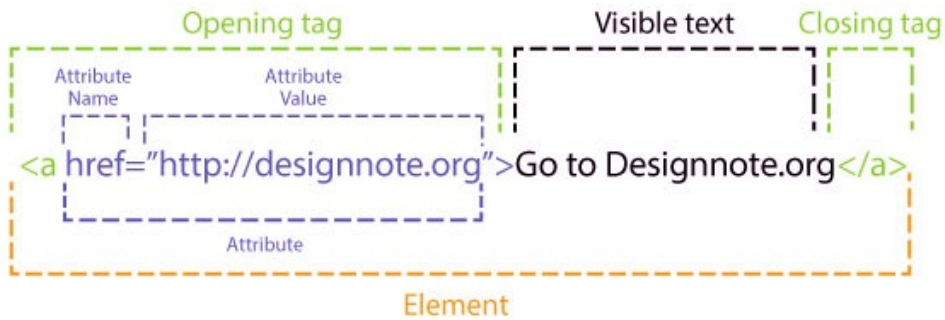 Opening tag Visible text Closing tag
Attribute Name Attribute Value
<a href=”http://designnote.org”>Go to Designnote.org</a>
Attribute
Element